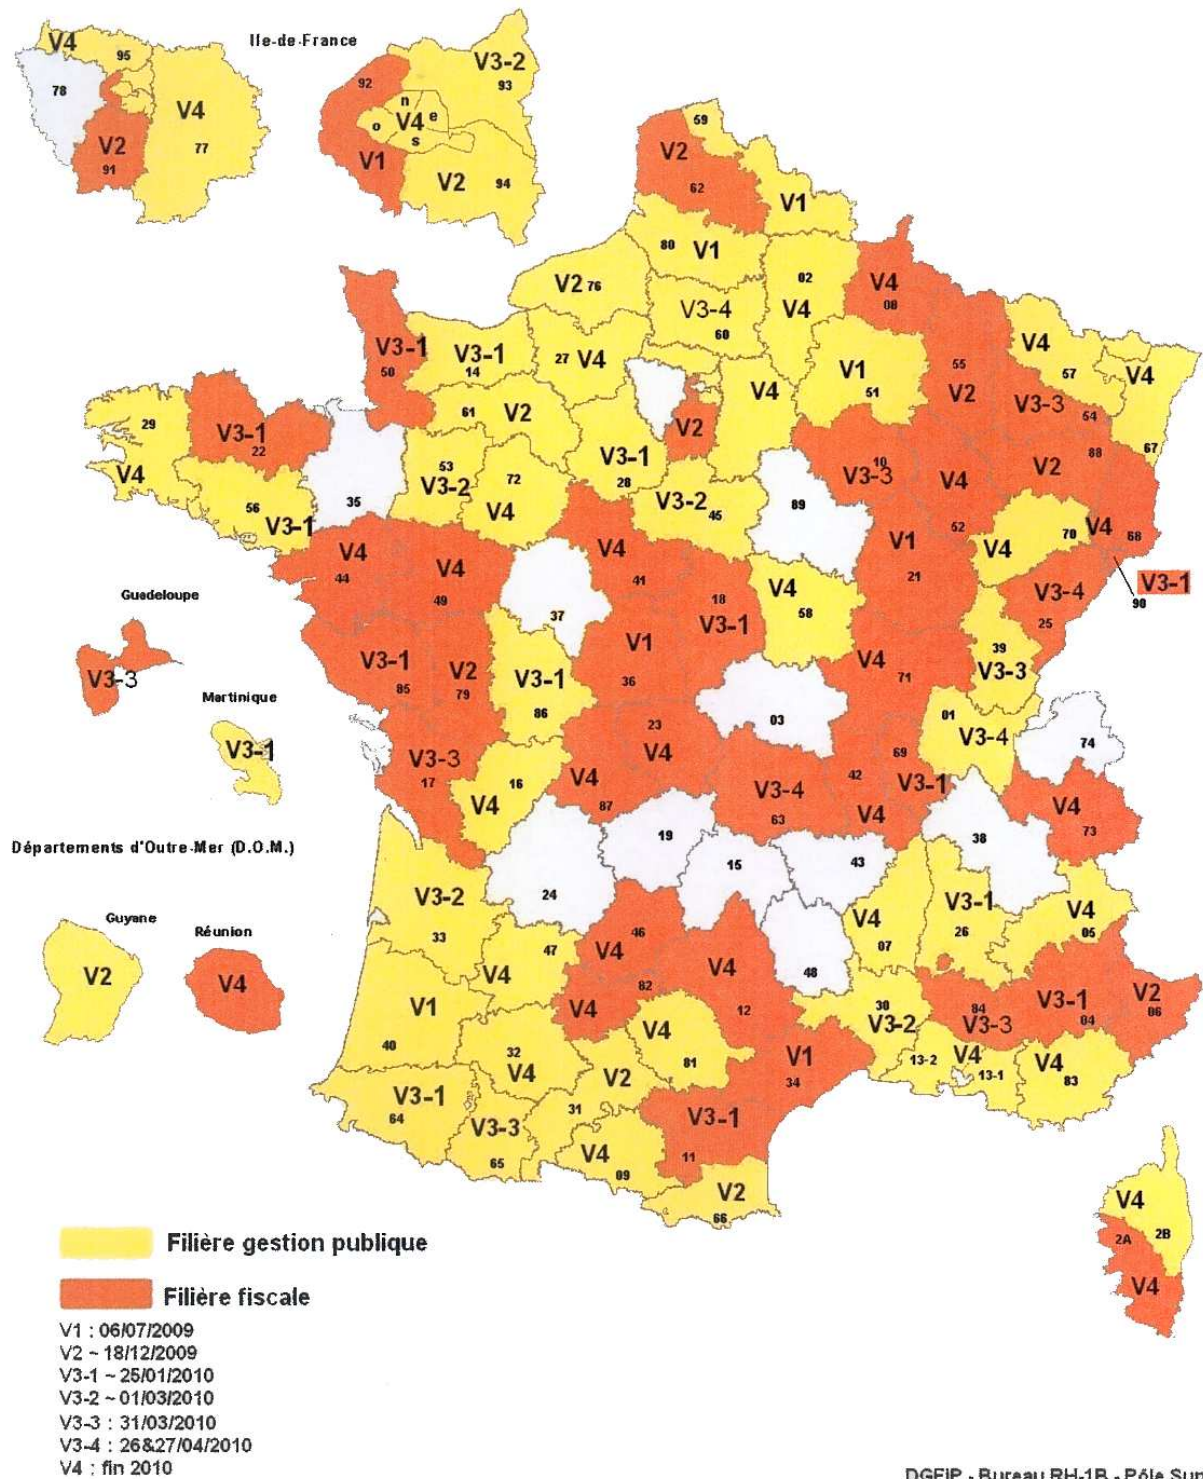 Ile-de-France
V4
95
78
V4
77
V2
91
92
V3-2
93
n
o
V4
e
s
V1
V2
94
59
V2
62
V1
80
V1
V2 76
V3-4
60
02
V4
V4
08
V3-1
50
V3-1
14
27
V4
V4
V1
51
55
V2
V4
57
V4
67
V3-3
54
29
V4
V3-1
22
61
V2
V3-1
28
V2
10
V3-3
V4
52
V2
88
35
53
V3-2
72
V4
V3-2
45
89
56
V3-1
V1
21
70
V4
V4
68
V3-1
90
V4
44
V4
49
37
V4
41
18
V3-1
V4
58
V3-4
25
Guadeloupe
V3-3
39
V3-3
V3-1
85
V2
79
V3-1
86
V1
36
V4
71
03
Martinique
V3-1
01
V3-4
74
23
V4
V3-3
17
16
V4
V4
87
V3-4
63
69
V3-1
42
V4
V4
73
38
Départements d'Outre-Mer (D.O.M.)
19
15
43
24
Guyane
V2
Réunion
V4
V3-2
33
47
V4
46
V4
V4
12
48
V4
07
V3-1
26
V4
05
82
V4
V1
40
V4
81
30
V3-2
84
V3-3
V3-1
04
V2
06
32
V4
V2
31
V1
34
13-2
V4
13-1
V4
83
V3-1
64
V3-3
65
V4
09
V3-1
11
V2
66
V4
2B
2A
V4
Filière gestion publique
Filière fiscale
V1 : 06/07/2009
V2 ~ 18/12/2009
V3-1 ~ 25/01/2010
V3-2 ~ 01/03/2010
V3-3 : 31/03/2010
V3-4 : 26&27/04/2010
V4 : fin 2010
DGFiP - Bureau RH-1B - Pôle Sup